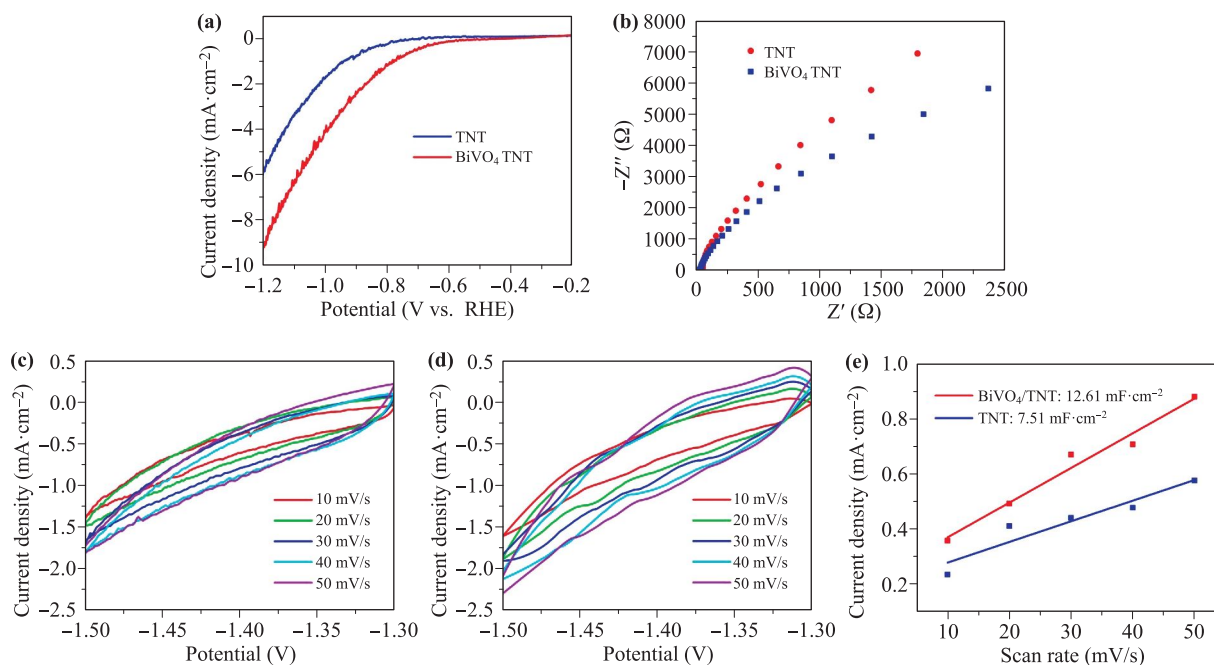 (a)
Current density (mA·cm⁻²)
0
−2
−4
−6
−8
−10
TNT
BiVO₄ TNT
−1.2 −1.0 −0.8 −0.6 −0.4 −0.2
Potential (V vs. RHE)
(b)
−Z″ (Ω)
8000
7000
6000
5000
4000
3000
2000
1000
0
TNT
BiVO₄ TNT
0 500 1000 1500 2000 2500
Z′ (Ω)
(c)
Current density (mA·cm⁻²)
0.5
0.0
−0.5
−1.0
−1.5
−2.0
−2.5
10 mV/s
20 mV/s
30 mV/s
40 mV/s
50 mV/s
−1.50 −1.45 −1.40 −1.35 −1.30
Potential (V)
(d)
Current density (mA·cm⁻²)
0.5
0.0
−0.5
−1.0
−1.5
−2.0
−2.5
10 mV/s
20 mV/s
30 mV/s
40 mV/s
50 mV/s
−1.50 −1.45 −1.40 −1.35 −1.30
Potential (V)
(e)
Current density (mA·cm⁻²)
1.0
0.8
0.6
0.4
0.2
BiVO₄/TNT: 12.61 mF·cm⁻²
TNT: 7.51 mF·cm⁻²
10 20 30 40 50
Scan rate (mV/s)